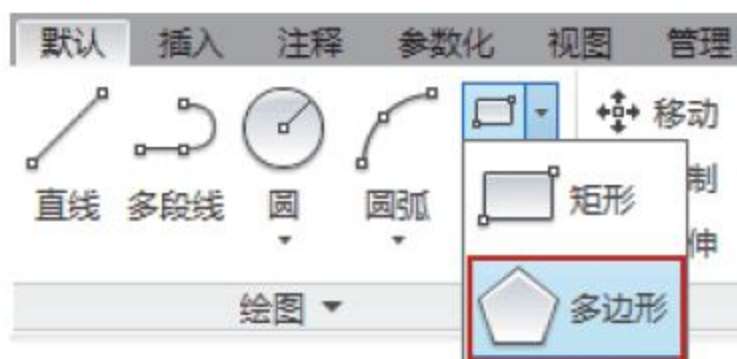 默认 插入 注释 参数化 视图 管理
移动
直线 多段线 圆 圆弧 矩形 制
伸
绘图 多边形